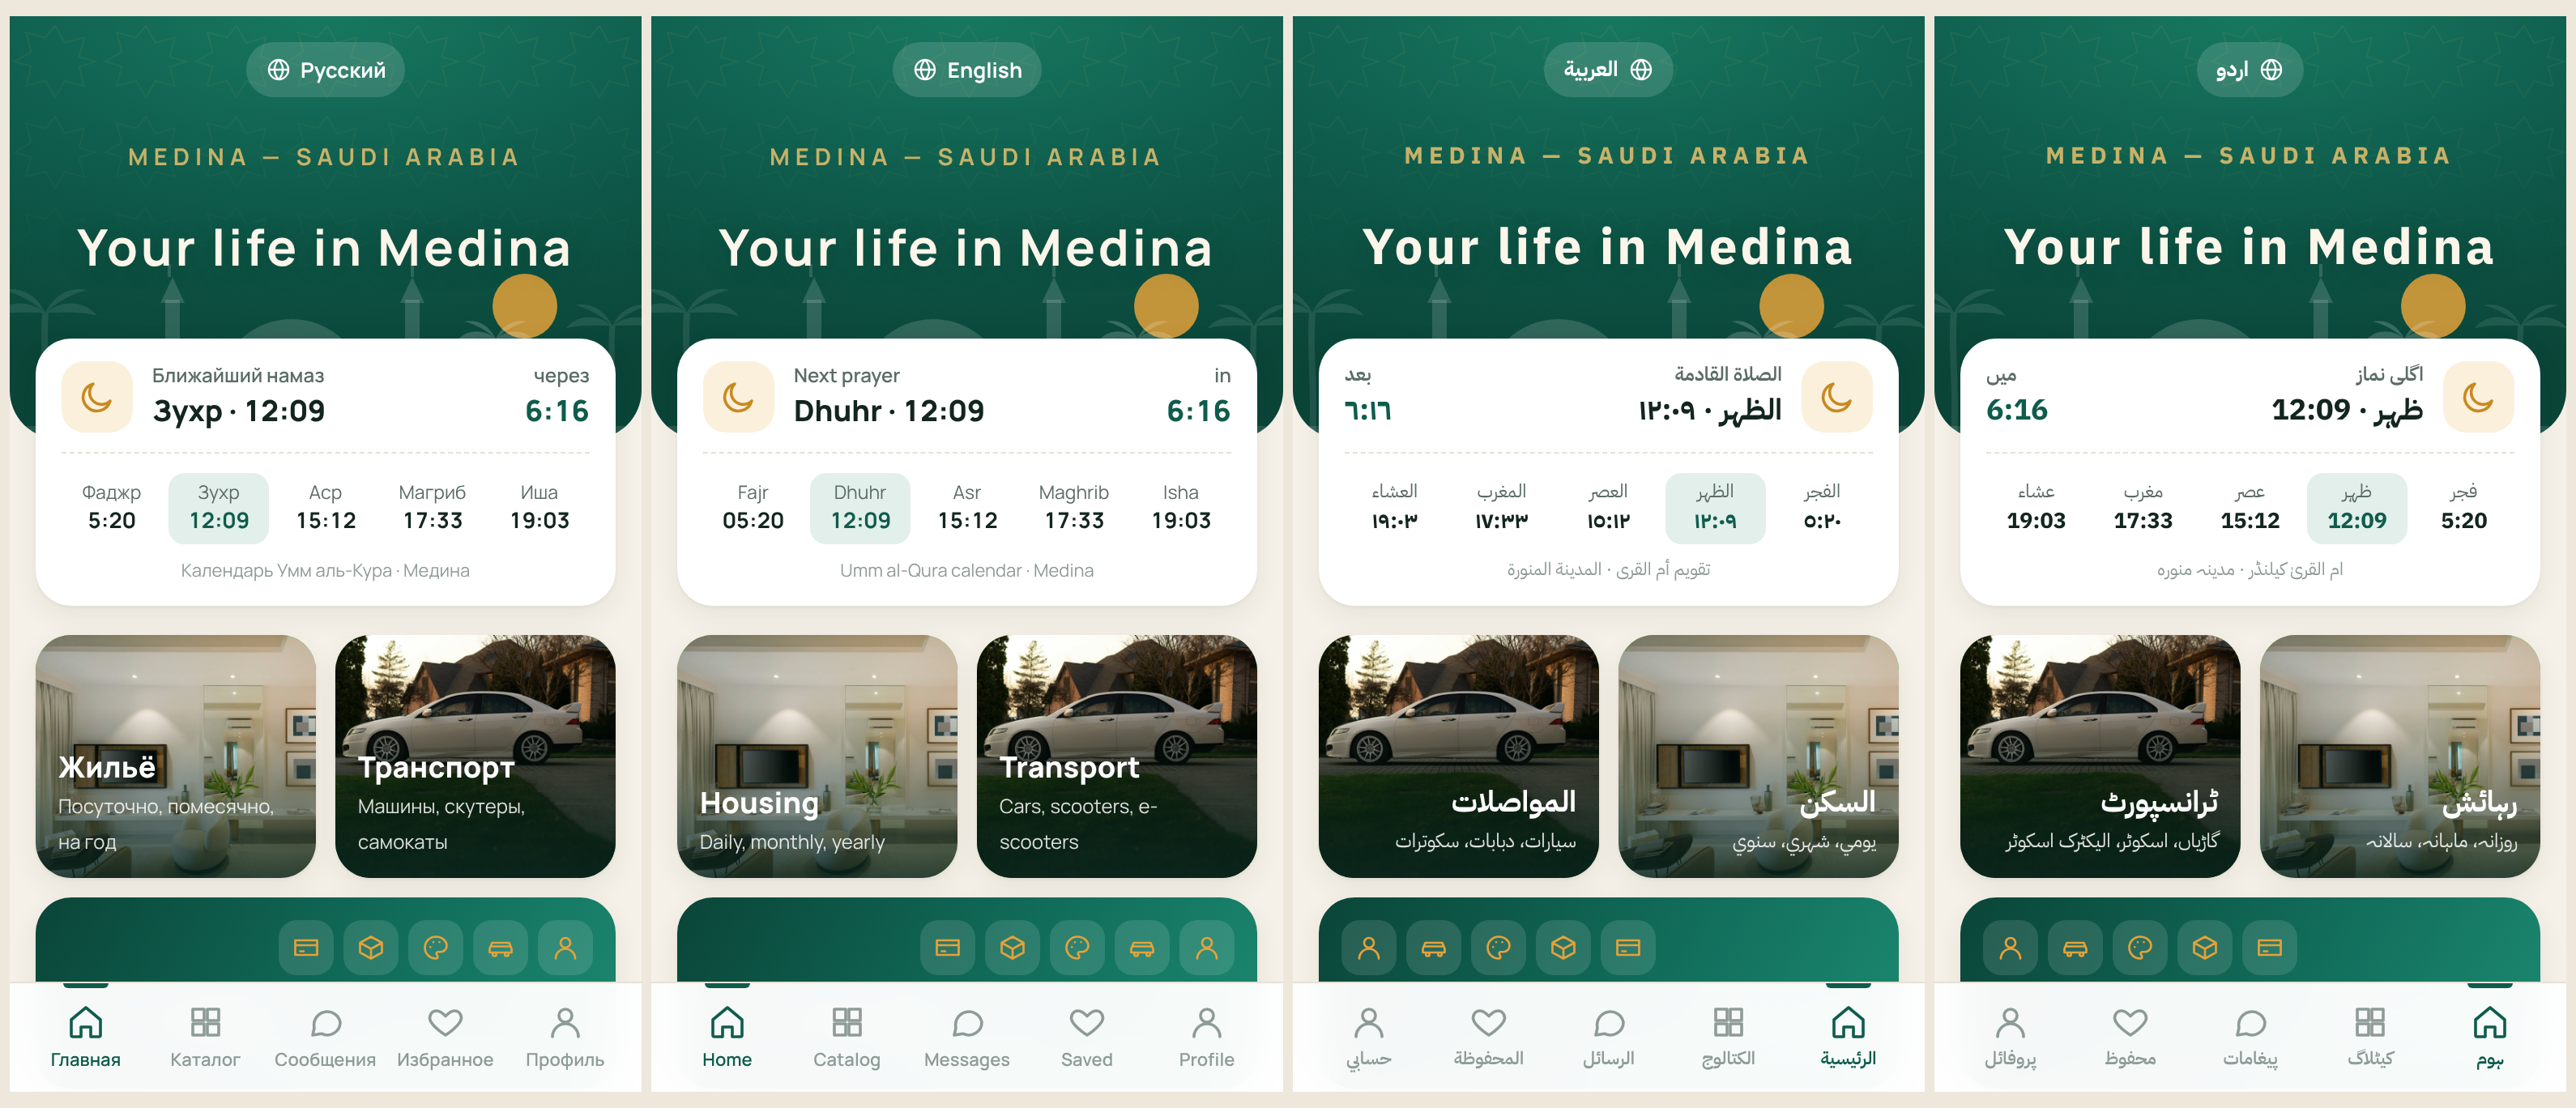 Русский
MEDINA — SAUDI ARABIA
Your life in Medina
Ближайший намаз
через
Зухр · 12:09
6:16
Фаджр
Зухр
Аср
Магриб
Иша
5:20
12:09
15:12
17:33
19:03
Календарь Умм аль-Кура · Медина
Жильё
Посуточно, помесячно,
на год
Транспорт
Машины, скутеры,
самокаты
Главная
Каталог
Сообщения
Избранное
Профиль
English
MEDINA — SAUDI ARABIA
Your life in Medina
Next prayer
in
Dhuhr · 12:09
6:16
Fajr
Dhuhr
Asr
Maghrib
Isha
05:20
12:09
15:12
17:33
19:03
Umm al-Qura calendar · Medina
Housing
Daily, monthly, yearly
Transport
Cars, scooters, e-
scooters
Home
Catalog
Messages
Saved
Profile
العربية
MEDINA — SAUDI ARABIA
Your life in Medina
الصلاة القادمة
بعد
الظهر · ١٢:٠٩
٦:١٦
الفجر
الظهر
العصر
المغرب
العشاء
٥:٢٠
١٢:٠٩
١٥:١٢
١٧:٣٣
١٩:٠٣
تقويم أم القرى · المدينة المنورة
السكن
يومي، شهري، سنوي
المواصلات
سيارات، دبابات، سكوترات
الرئيسية
الكتالوج
الرسائل
المحفوظة
حسابي
اردو
MEDINA — SAUDI ARABIA
Your life in Medina
اگلی نماز
میں
ظہر · 12:09
6:16
فجر
ظہر
عصر
مغرب
عشاء
5:20
12:09
15:12
17:33
19:03
ام القریٰ کیلنڈر · مدینہ منورہ
رہائش
روزانہ، ماہانہ، سالانہ
ٹرانسپورٹ
گاڑیاں، اسکوٹر، الیکٹرک اسکوٹر
ہوم
کیٹلاگ
پیغامات
محفوظ
پروفائل